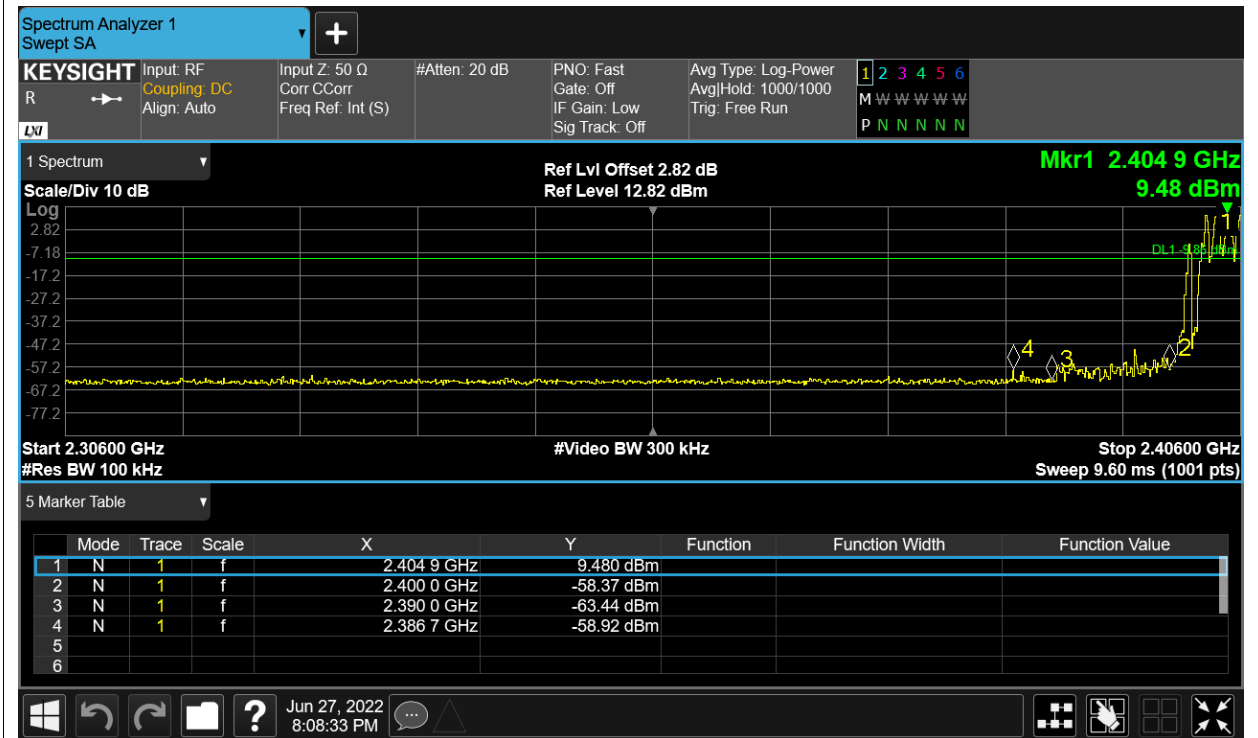 Spectrum Analyzer 1
Swept SA
+
KEYSIGHT
R
LXI
Input: RF
Coupling: DC
Align: Auto
Input Z: 50 Ω
Corr CCorr
Freq Ref: Int (S)
#Atten: 20 dB
PNO: Fast
Gate: Off
IF Gain: Low
Sig Track: Off
Avg Type: Log-Power
Avg|Hold: 1000/1000
Trig: Free Run
1 2 3 4 5 6
M W W W W W
P N N N N N
1 Spectrum
Scale/Div 10 dB
Ref Lvl Offset 2.82 dB
Ref Level 12.82 dBm
Mkr1 2.404 9 GHz
9.48 dBm
Log
2.82
-7.18
-17.2
-27.2
-37.2
-47.2
-57.2
-67.2
-77.2
1
DL1 -9.85 dBm
4
3
2
Start 2.30600 GHz
#Video BW 300 kHz
Stop 2.40600 GHz
#Res BW 100 kHz
Sweep 9.60 ms (1001 pts)
5 Marker Table
Mode Trace Scale X Y Function Function Width Function Value
1 N 1 f 2.404 9 GHz 9.480 dBm
2 N 1 f 2.400 0 GHz -58.37 dBm
3 N 1 f 2.390 0 GHz -63.44 dBm
4 N 1 f 2.386 7 GHz -58.92 dBm
5
6
?
Jun 27, 2022
8:08:33 PM